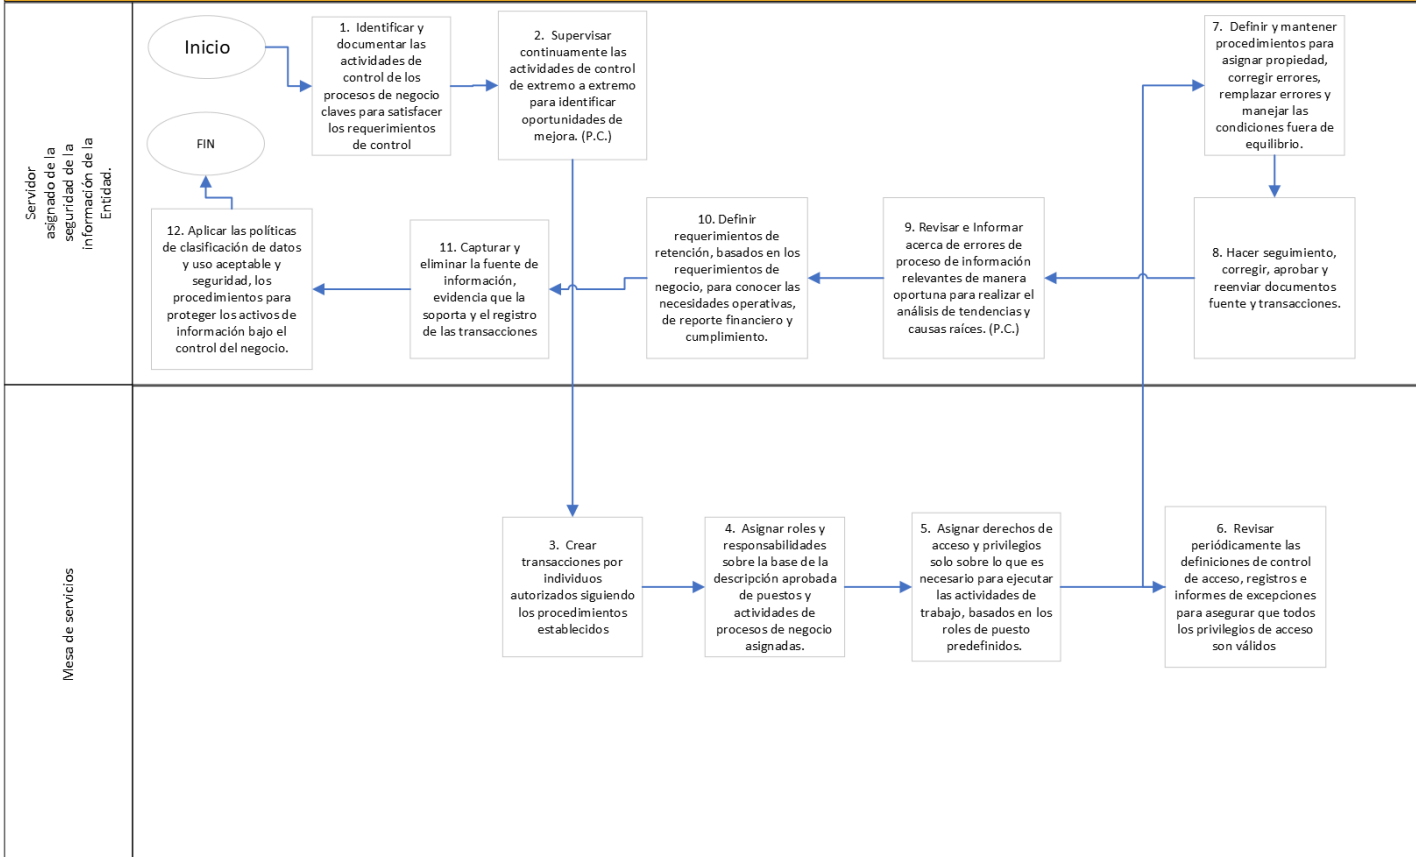 Servidor
asignado de la
seguridad de la
información de la
Entidad.
Inicio
1. Identificar y
documentar las
actividades de
control de los
procesos de negocio
claves para satisfacer
los requerimientos
de control
2. Supervisar
continuamente las
actividades de control
de extremo a extremo
para identificar
oportunidades de
mejora. (P.C.)
7. Definir y mantener
procedimientos para
asignar propiedad,
corregir errores,
remplazar errores y
manejar las
condiciones fuera de
equilibrio.
FIN
12. Aplicar las políticas
de clasificación de datos
y uso aceptable y
seguridad, los
procedimientos para
proteger los activos de
información bajo el
control del negocio.
11. Capturar y
eliminar la fuente de
información,
evidencia que la
soporta y el registro
de las transacciones
10. Definir
requerimientos de
retención, basados en los
requerimientos de
negocio, para conocer las
necesidades operativas,
de reporte financiero y
cumplimiento.
9. Revisar e Informar
acerca de errores de
proceso de información
relevantes de manera
oportuna para realizar el
análisis de tendencias y
causas raíces. (P.C.)
8. Hacer seguimiento,
corregir, aprobar y
reenviar documentos
fuente y transacciones.
Mesa de servicios
3. Crear
transacciones por
individuos
autorizados siguiendo
los procedimientos
establecidos
4. Asignar roles y
responsabilidades
sobre la base de la
descripción aprobada
de puestos y
actividades de
procesos de negocio
asignadas.
5. Asignar derechos de
acceso y privilegios
solo sobre lo que es
necesario para ejecutar
las actividades de
trabajo, basados en los
roles de puesto
predefinidos.
6. Revisar
periódicamente las
definiciones de control
de acceso, registros e
informes de excepciones
para asegurar que todos
los privilegios de acceso
son válidos